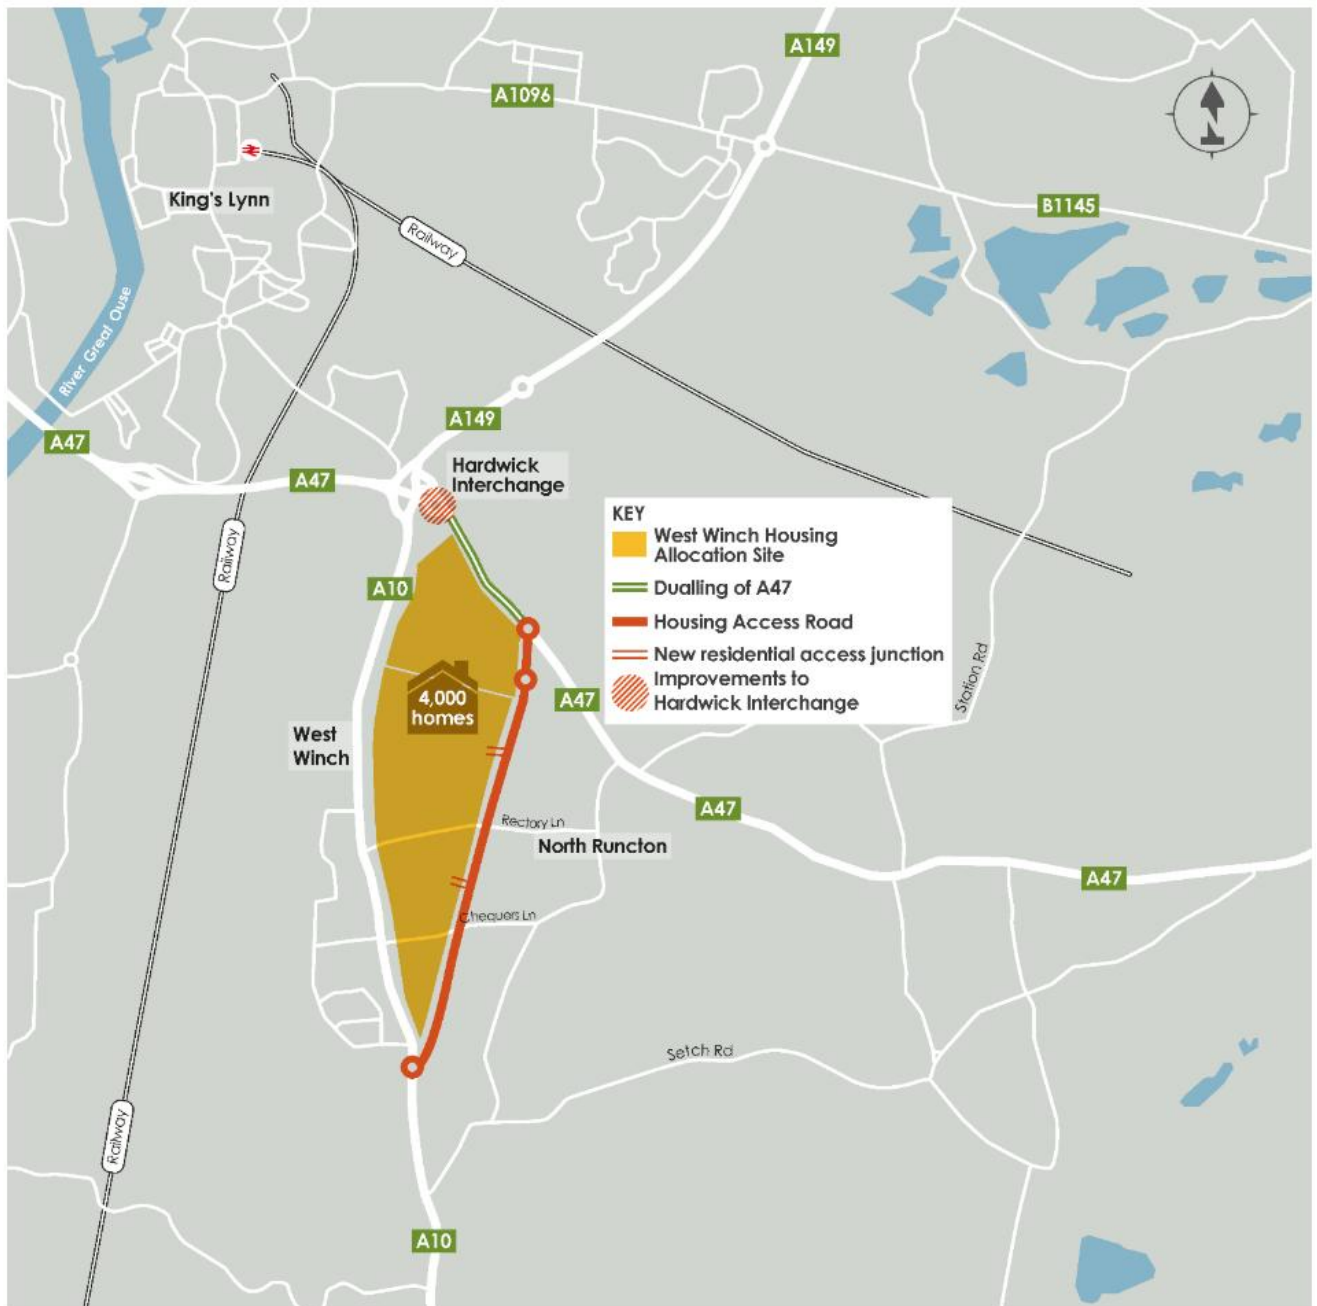 A149
A1096
King's Lynn
B1145
Railway
River Great Ouse
A149
A47
A47
Hardwick
Interchange
KEY
West Winch Housing
Allocation Site
Dualling of A47
Housing Access Road
New residential access junction
Improvements to
Hardwick Interchange
Railway
A10
Station Rd
4,000
homes
A47
West
Winch
A47
Rectory Ln
North Runcton
A47
Chequers Ln
Setch Rd
Railway
A10